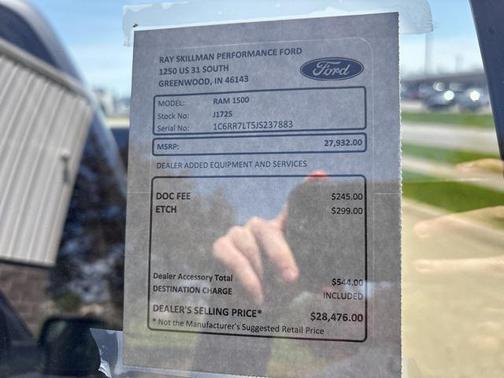 RAY SKILLMAN PERFORMANCE FORD
1250 US 31 SOUTH
GREENWOOD, IN 46143
Ford
MODEL: RAM 1500
Stock No: J1725
Serial No: 1C6RR7LT5JS237883
MSRP: 27,932.00
DEALER ADDED EQUIPMENT AND SERVICES
DOC FEE $245.00
ETCH $299.00
Dealer Accessory Total $544.00
DESTINATION CHARGE INCLUDED
DEALER'S SELLING PRICE* $28,476.00
* Not the Manufacturer's Suggested Retail Price